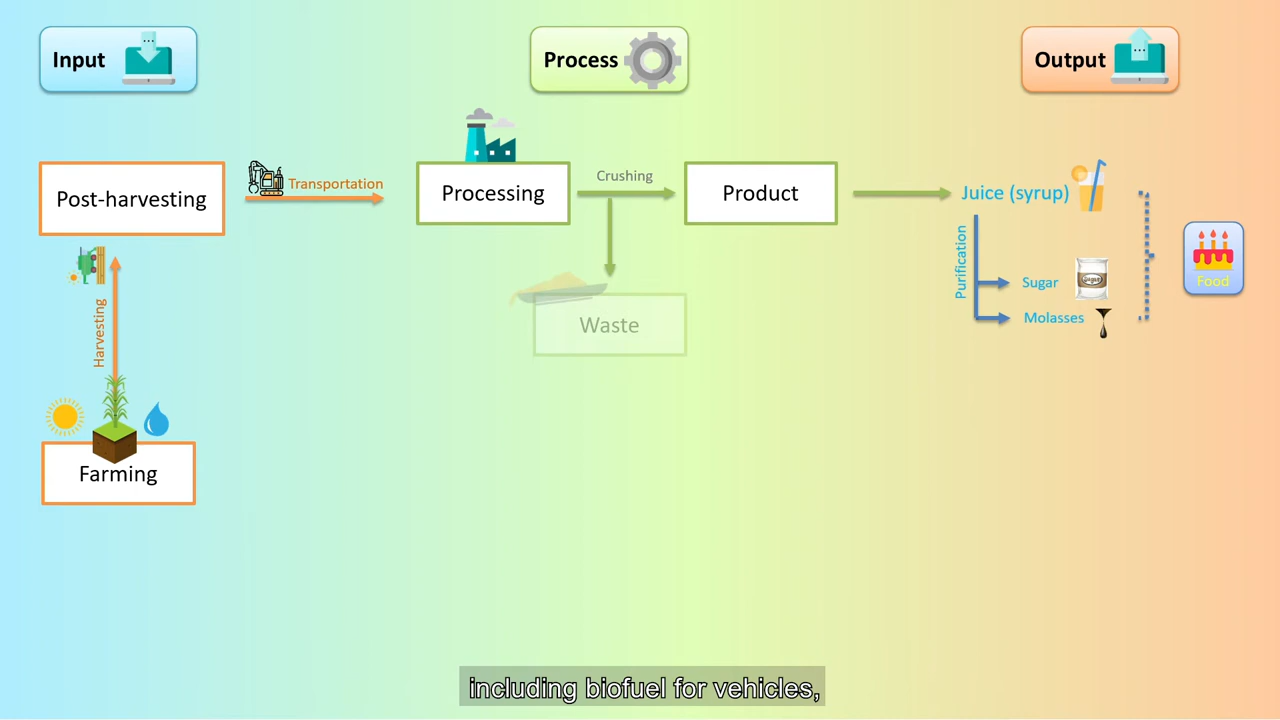 Input
Process
Output
Post-harvesting
Transportation
Processing
Crushing
Product
Juice (syrup)
Purification
Sugar
Sugar
Molasses
Food
Waste
Harvesting
Farming
including biofuel for vehicles,